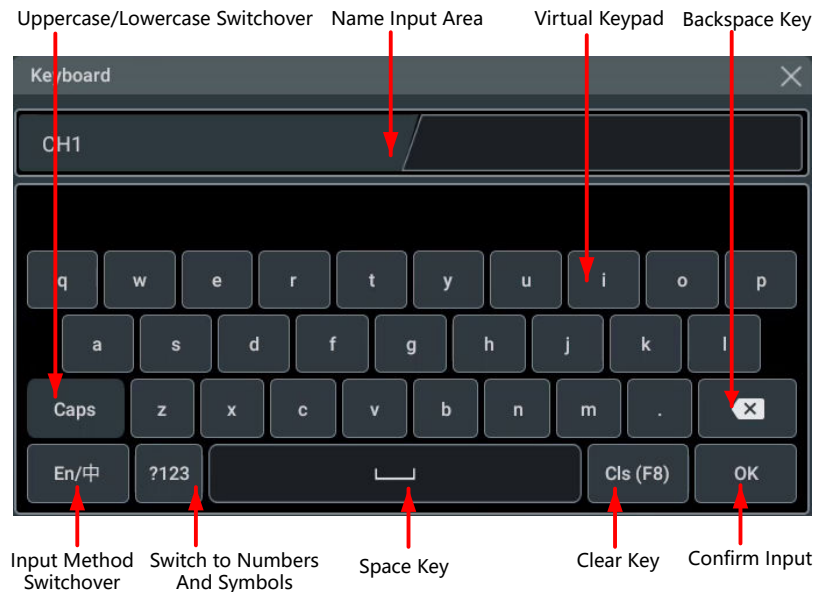 Uppercase/Lowercase Switchover Name Input Area Virtual Keypad Backspace Key
Keyboard
CH1
q w e r t y u i o p
a s d f g h j k l
Caps z x c v b n m .
En/中 ?123 Cls (F8) OK
Input Method Switchover
Switch to Numbers And Symbols
Space Key
Clear Key
Confirm Input